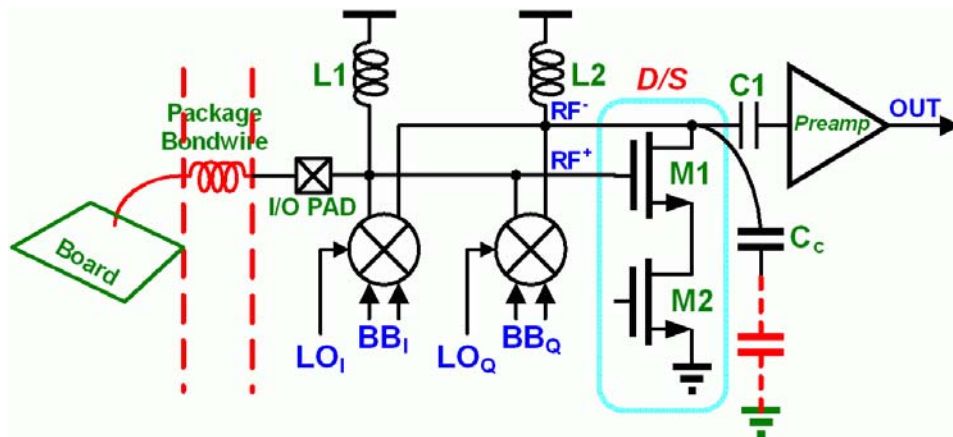 L1
L2
D/S
C1
Package
Bondwire
RF-
Preamp
OUT
RF+
M1
I/O PAD
Board
Cc
M2
LOI
BBI
LOQ
BBQ